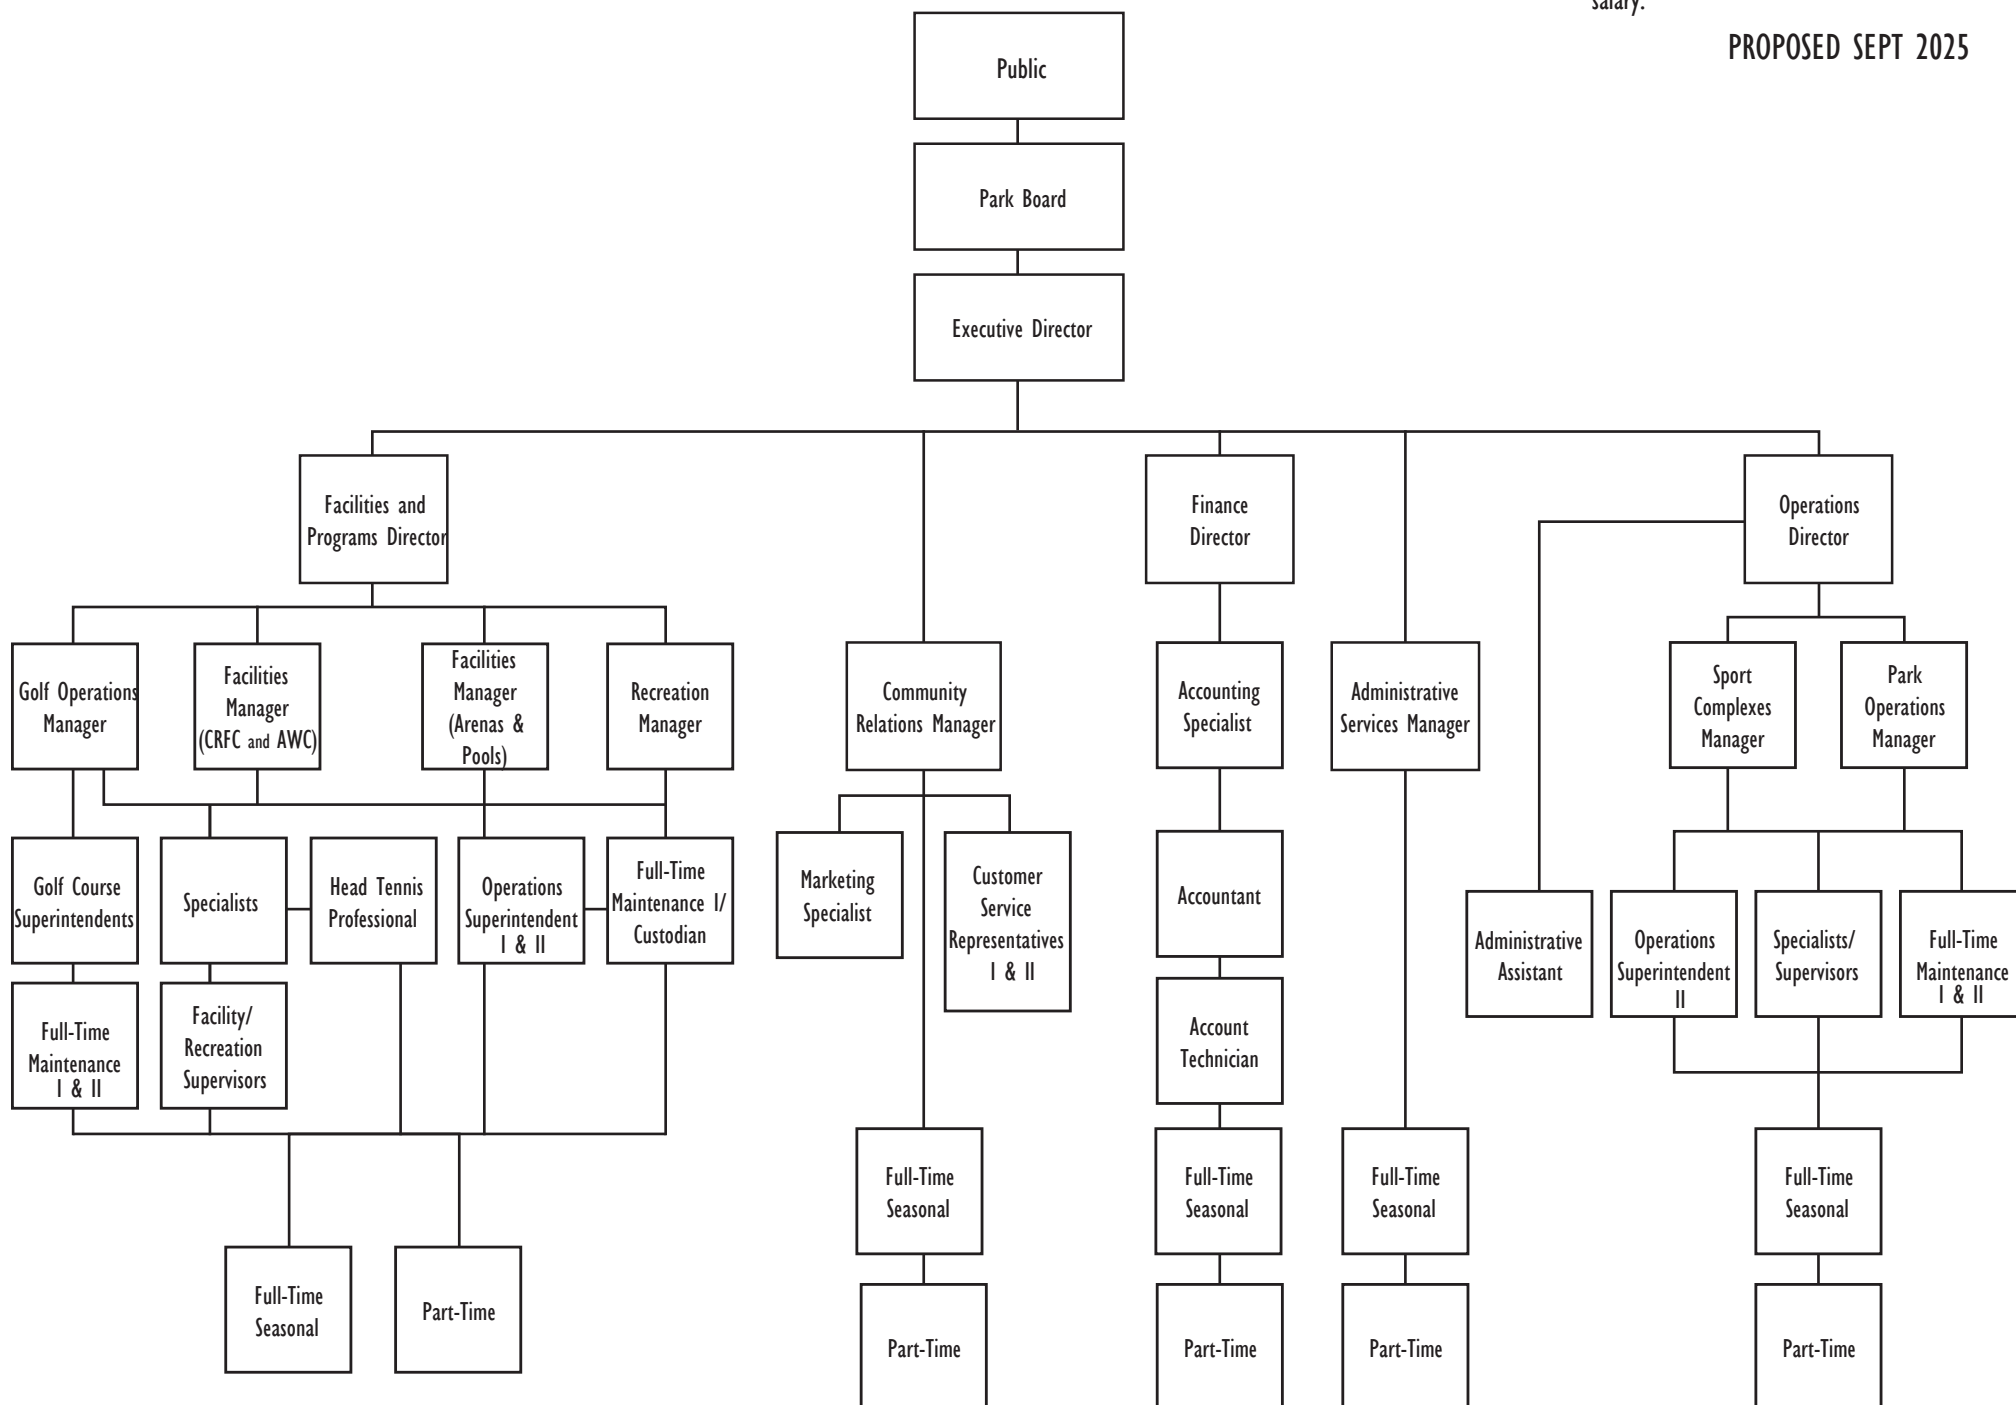 salary.
PROPOSED SEPT 2025
Public
Park Board
Executive Director
Facilities and
Programs Director
Finance
Director
Operations
Director
Golf Operations
Manager
Facilities
Manager
(CRFC and AWC)
Facilities
Manager
(Arenas &
Pools)
Recreation
Manager
Community
Relations Manager
Accounting
Specialist
Administrative
Services Manager
Sport
Complexes
Manager
Park
Operations
Manager
Golf Course
Superintendents
Specialists
Head Tennis
Professional
Operations
Superintendent
I & II
Full-Time
Maintenance I/
Custodian
Marketing
Specialist
Customer
Service
Representatives
I & II
Accountant
Administrative
Assistant
Operations
Superintendent
II
Specialists/
Supervisors
Full-Time
Maintenance
I & II
Full-Time
Maintenance
I & II
Facility/
Recreation
Supervisors
Account
Technician
Full-Time
Seasonal
Full-Time
Seasonal
Full-Time
Seasonal
Full-Time
Seasonal
Full-Time
Seasonal
Part-Time
Part-Time
Part-Time
Part-Time
Part-Time